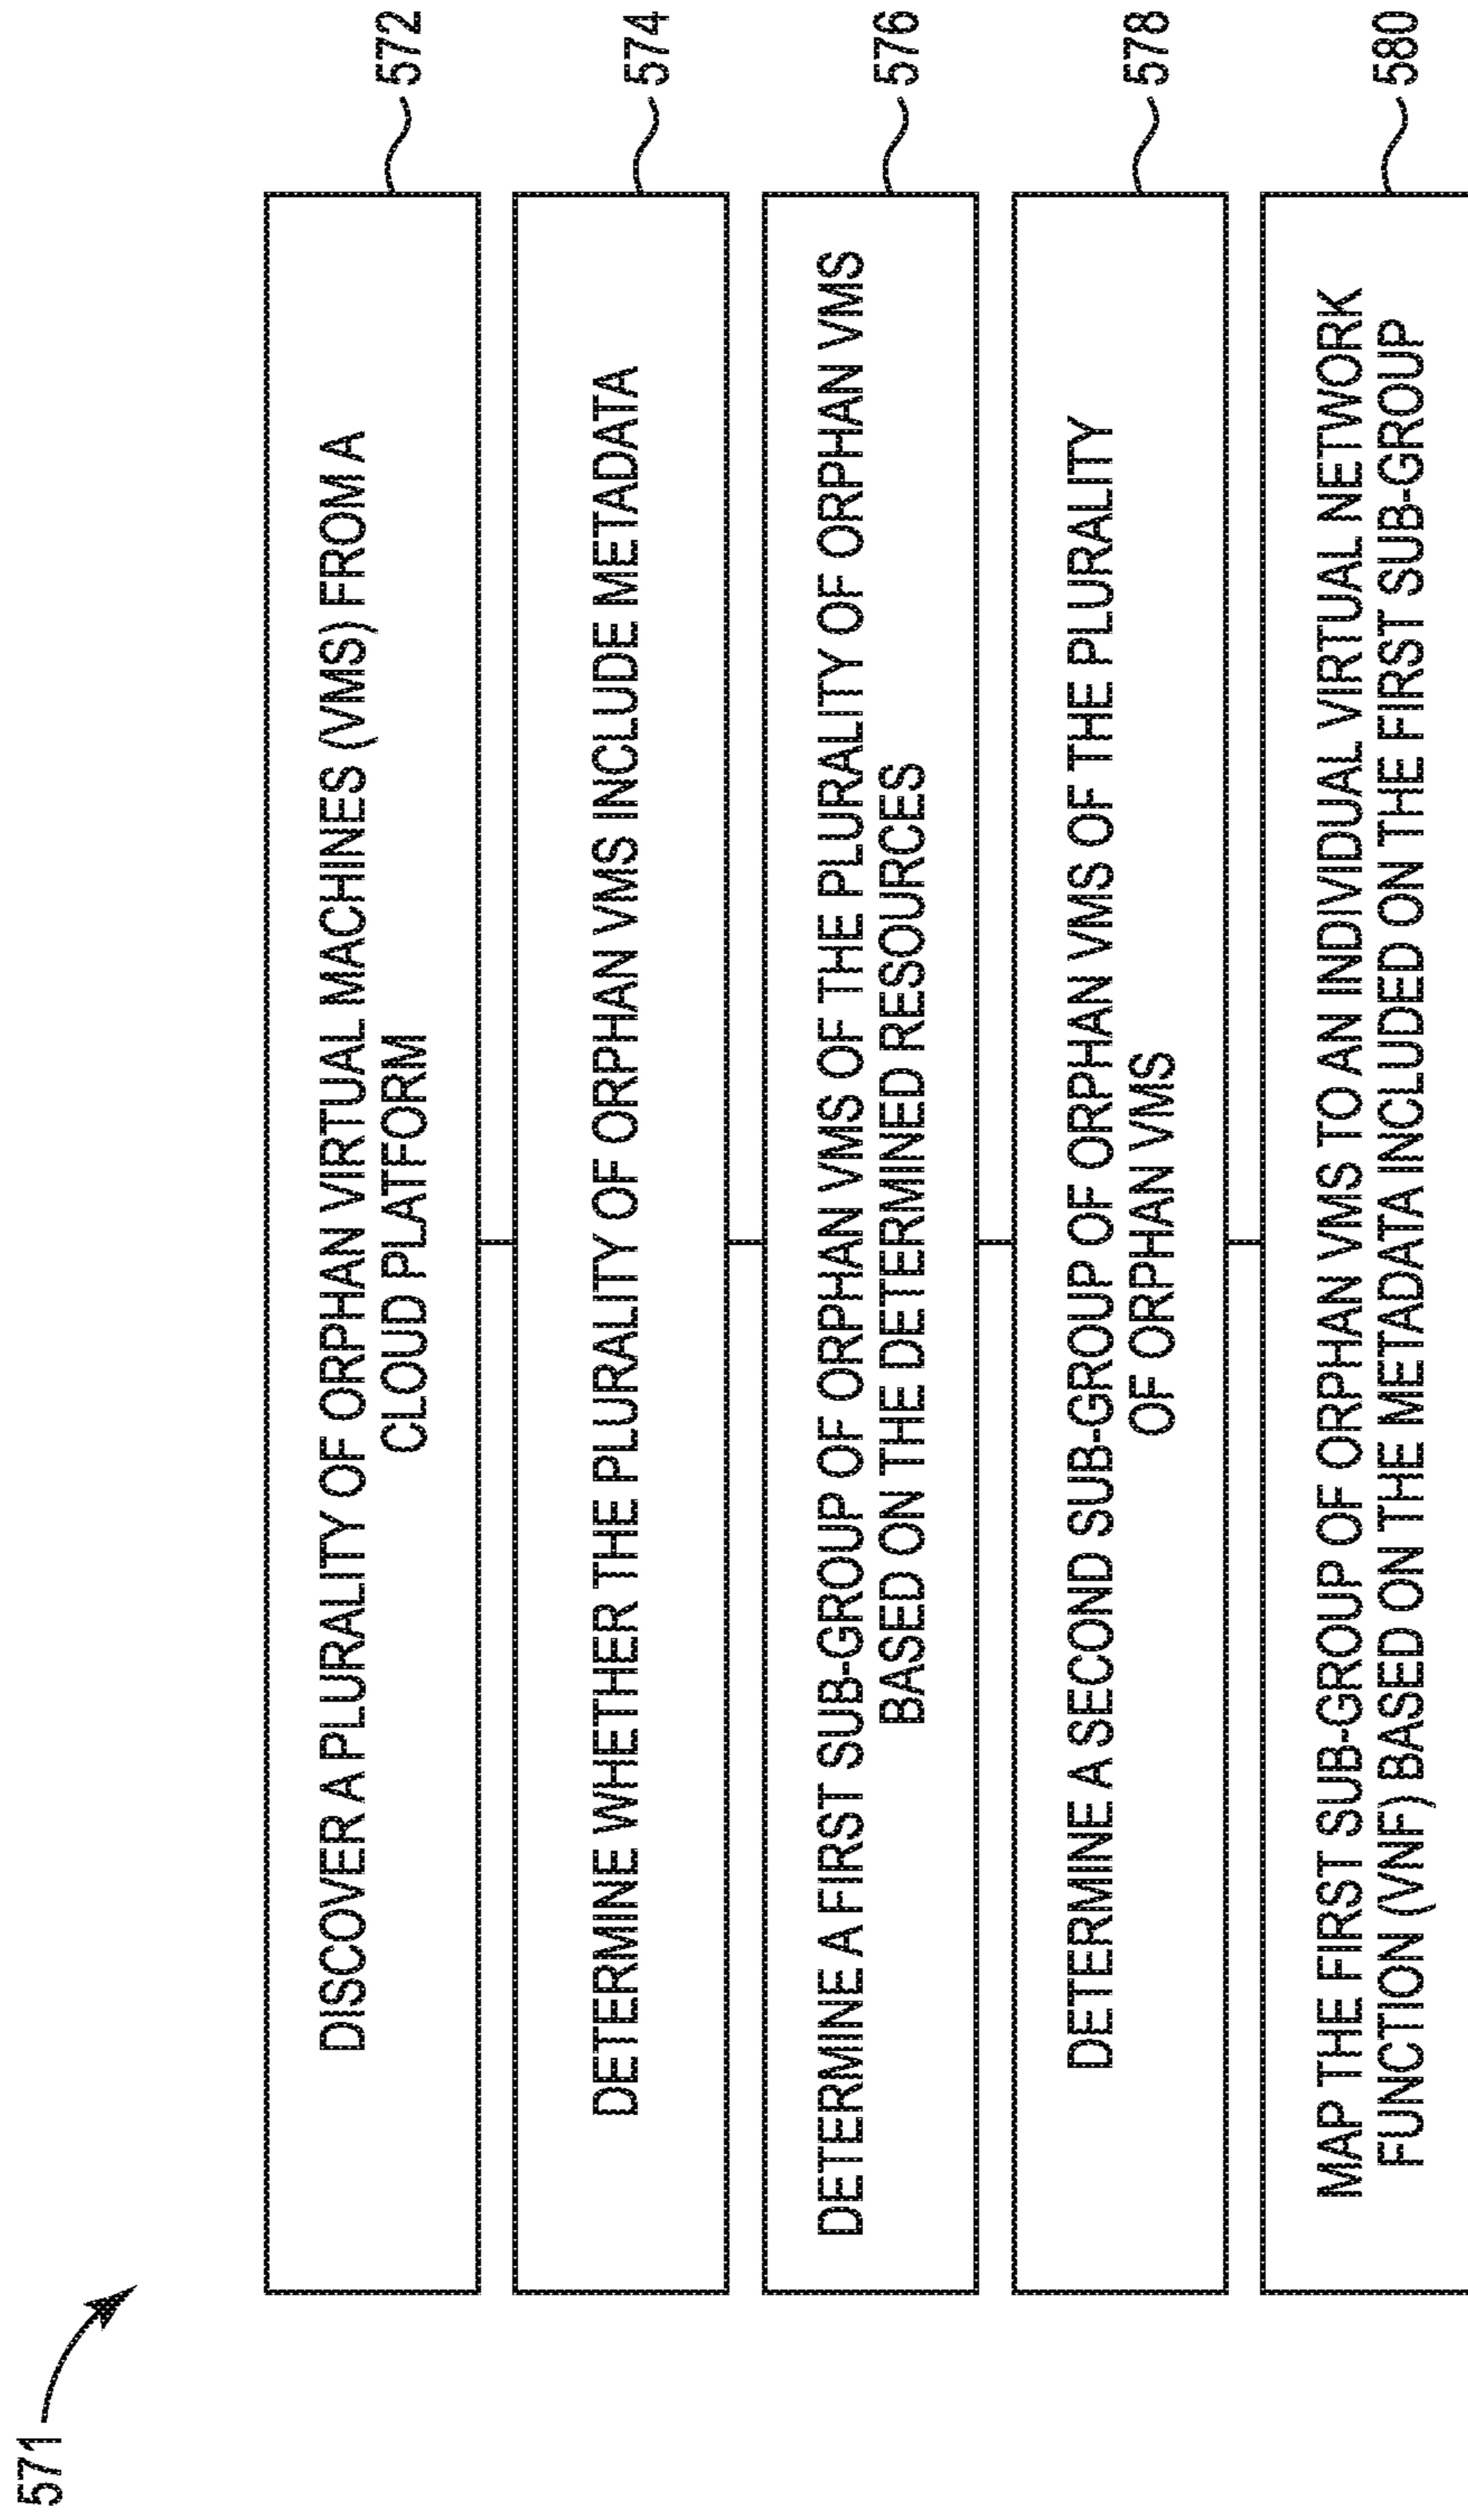 571
DISCOVER A PLURALITY OF ORPHAN VIRTUAL MACHINES (VMS) FROM A
CLOUD PLATFORM
572
DETERMINE WHETHER THE PLURALITY OF ORPHAN VMS INCLUDE METADATA
574
DETERMINE A FIRST SUB-GROUP OF ORPHAN VMS OF THE PLURALITY OF ORPHAN VMS
BASED ON THE DETERMINED RESOURCES
576
DETERMINE A SECOND SUB-GROUP OF ORPHAN VMS OF THE PLURALITY
OF ORPHAN VMS
578
MAP THE FIRST SUB-GROUP OF ORPHAN VMS TO AN INDIVIDUAL VIRTUAL NETWORK
FUNCTION (VNF) BASED ON THE METADATA INCLUDED ON THE FIRST SUB-GROUP
580